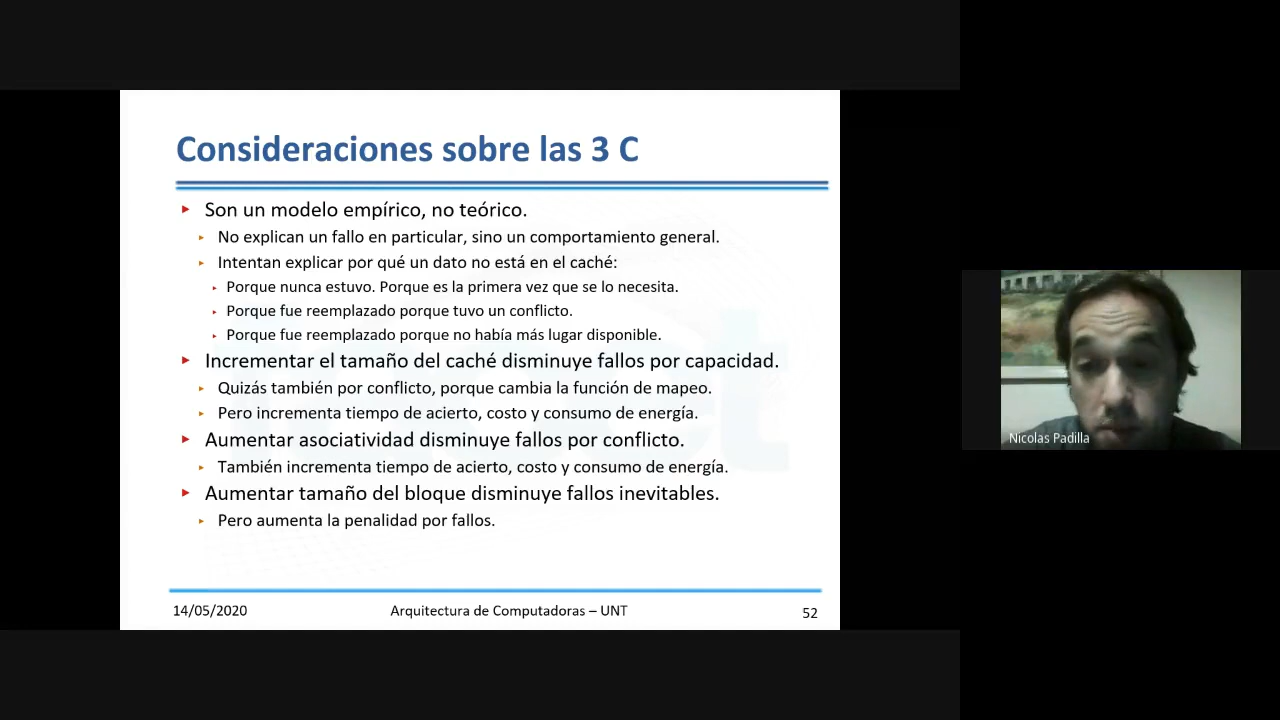 Consideraciones sobre las 3 C
Son un modelo empírico, no teórico.
No explican un fallo en particular, sino un comportamiento general.
Intentan explicar por qué un dato no está en el caché:
Porque nunca estuvo. Porque es la primera vez que se lo necesita.
Porque fue reemplazado porque tuvo un conflicto.
Porque fue reemplazado porque no había más lugar disponible.
Incrementar el tamaño del caché disminuye fallos por capacidad.
Quizás también por conflicto, porque cambia la función de mapeo.
Pero incrementa tiempo de acierto, costo y consumo de energía.
Aumentar asociatividad disminuye fallos por conflicto.
También incrementa tiempo de acierto, costo y consumo de energía.
Aumentar tamaño del bloque disminuye fallos inevitables.
Pero aumenta la penalidad por fallos.
14/05/2020
Arquitectura de Computadoras – UNT
52
Nicolas Padilla